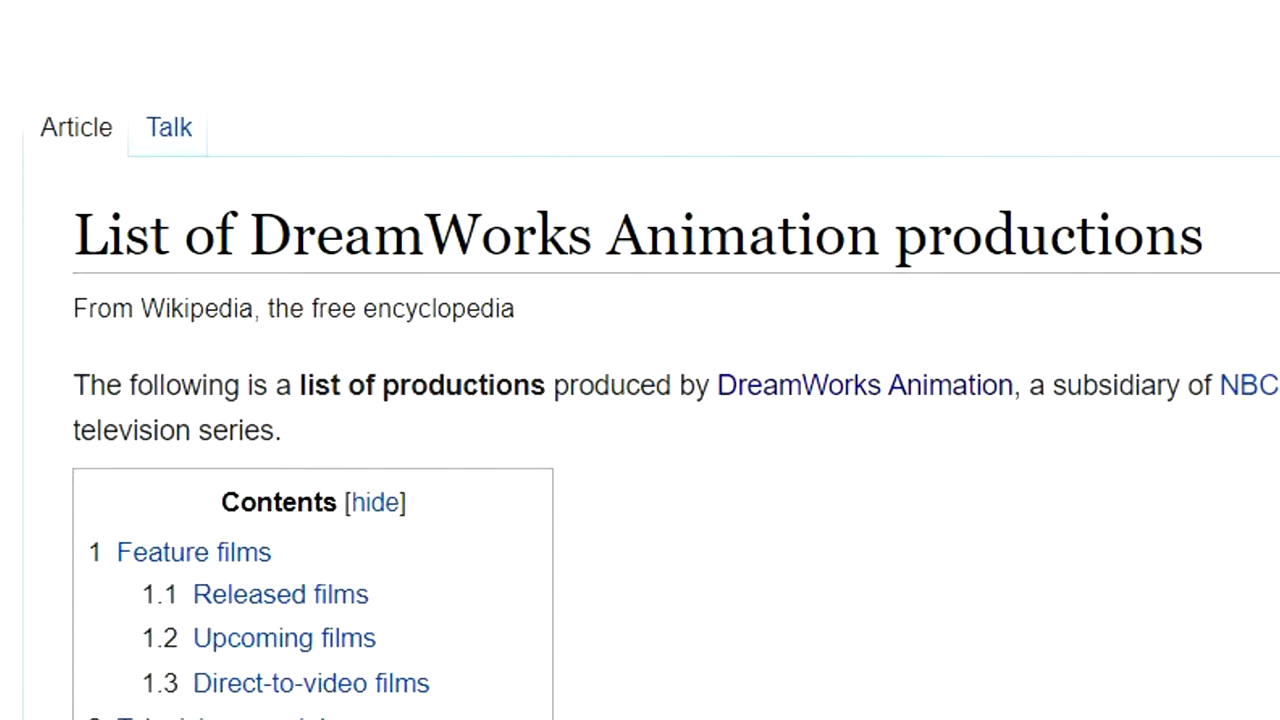 Article Talk
List of DreamWorks Animation productions
From Wikipedia, the free encyclopedia
The following is a list of productions produced by DreamWorks Animation, a subsidiary of NBC
television series.
Contents [hide]
1 Feature films
1.1 Released films
1.2 Upcoming films
1.3 Direct-to-video films